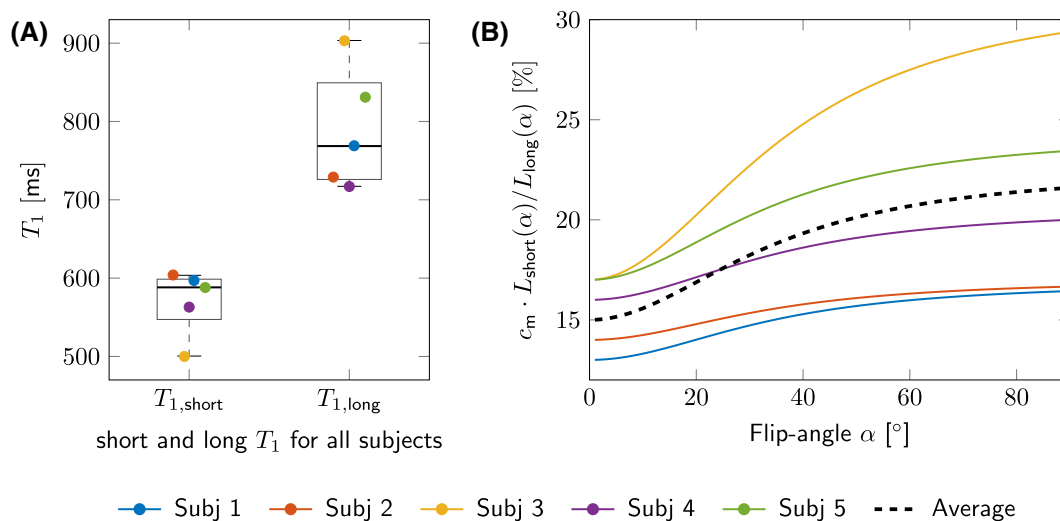 (A)
900
800
700
600
500
T₁ [ms]
T₁,short
T₁,long
short and long T₁ for all subjects
(B)
30
25
20
15
cₘ · Lshort(α)/Llong(α) [%]
0
20
40
60
80
Flip-angle α [°]
Subj 1
Subj 2
Subj 3
Subj 4
Subj 5
Average